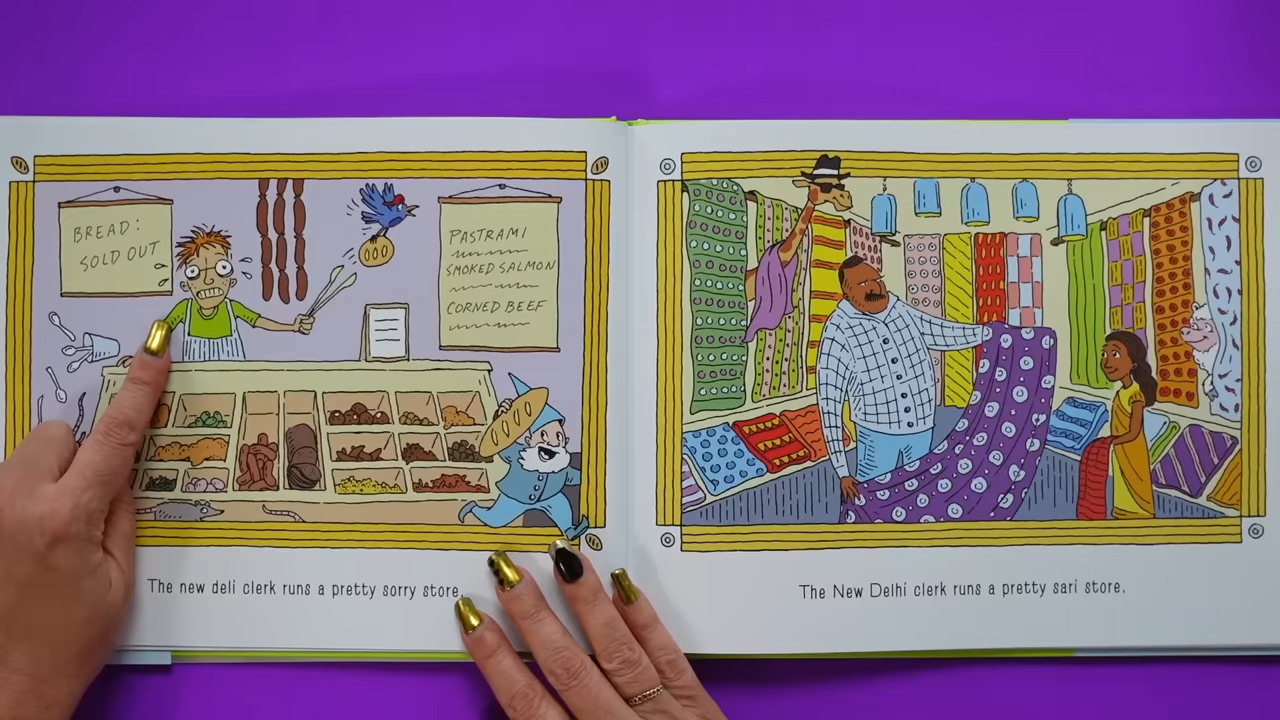 BREAD:
SOLD OUT
PASTRAMI
SMOKED SALMON
CORNED BEEF
The new deli clerk runs a pretty sorry store.
The New Delhi clerk runs a pretty sari store.